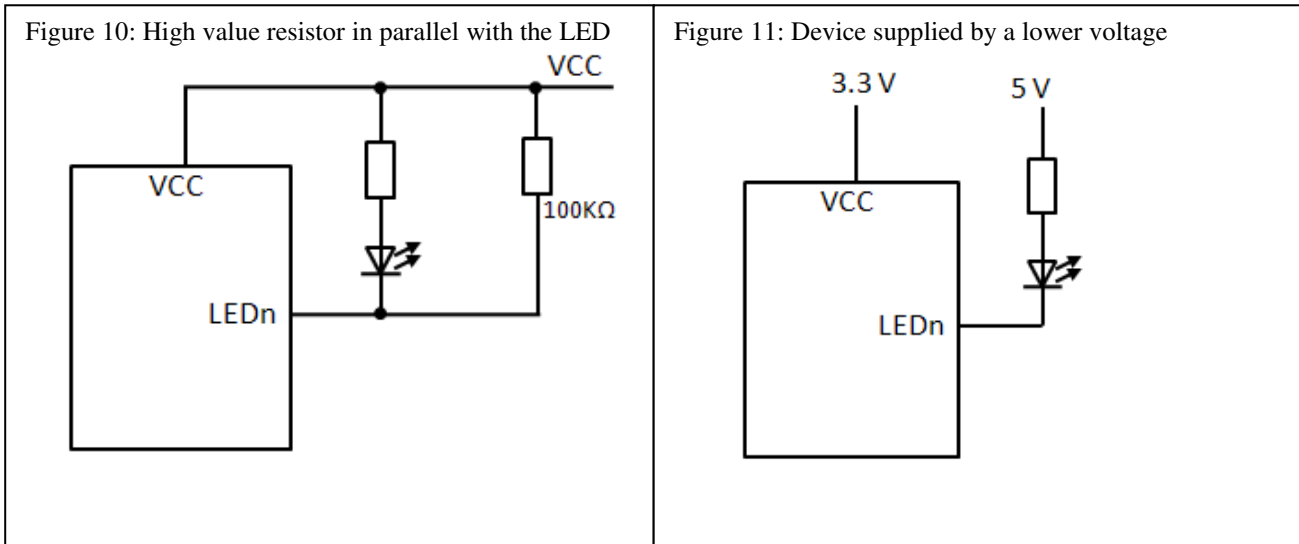 Figure 10: High value resistor in parallel with the LED
VCC
VCC
100KΩ
LEDn
Figure 11: Device supplied by a lower voltage
3.3 V
5 V
VCC
LEDn